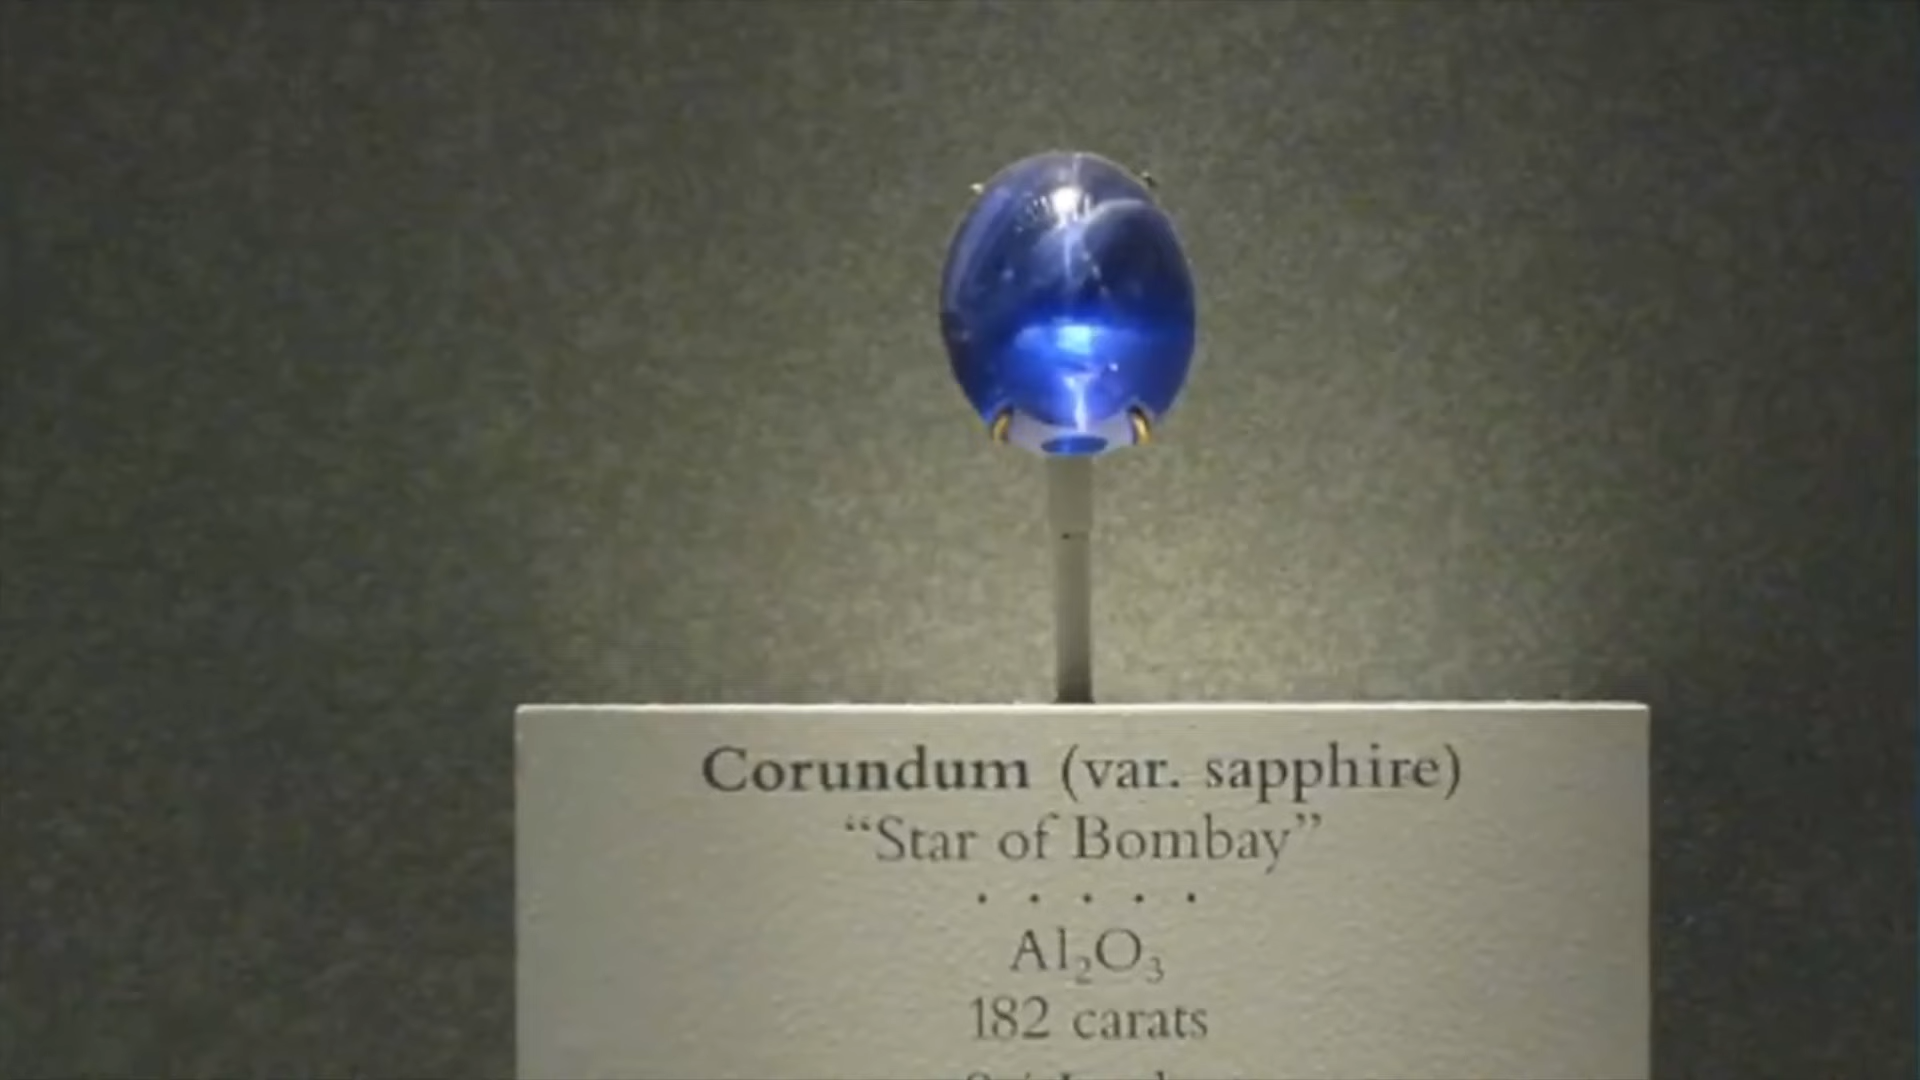 Corundum (var. sapphire)
“Star of Bombay”
. . . . .
Al₂O₃
182 carats